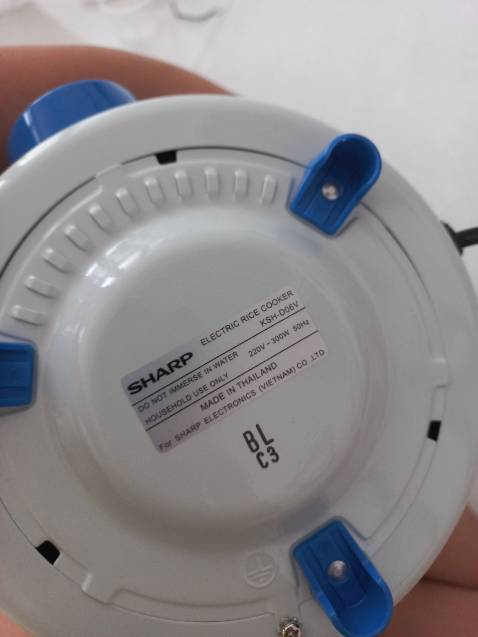 SHARP ELECTRIC RICE COOKER
KSH-D06V
DO NOT IMMERSE IN WATER 220V~300W 50Hz
HOUSEHOLD USE ONLY
MADE IN THAILAND
For SHARP ELECTRONICS (VIETNAM) CO.,LTD
BL
C3